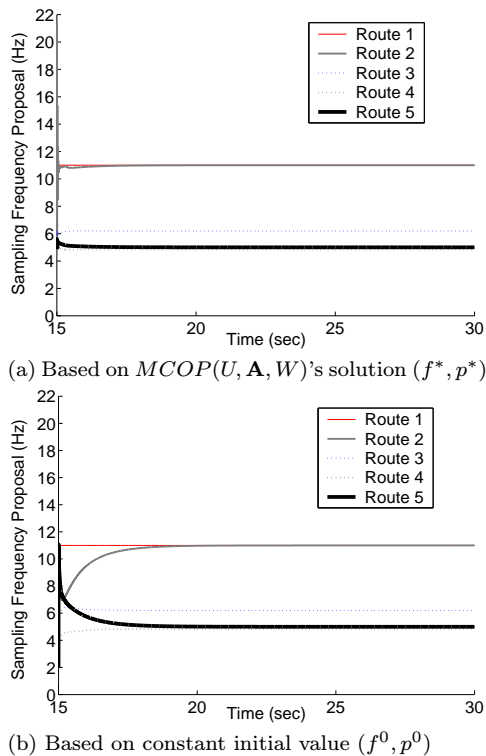 22
20
18
16
14
12
10
8
6
4
2
0
Sampling Frequency Proposal (Hz)
Route 1
Route 2
Route 3
Route 4
Route 5
15 20 25 30
Time (sec)
(a) Based on MCOP(U, A, W)'s solution (f*, p*)
22
20
18
16
14
12
10
8
6
4
2
0
Sampling Frequency Proposal (Hz)
Route 1
Route 2
Route 3
Route 4
Route 5
15 20 25 30
Time (sec)
(b) Based on constant initial value (f⁰, p⁰)